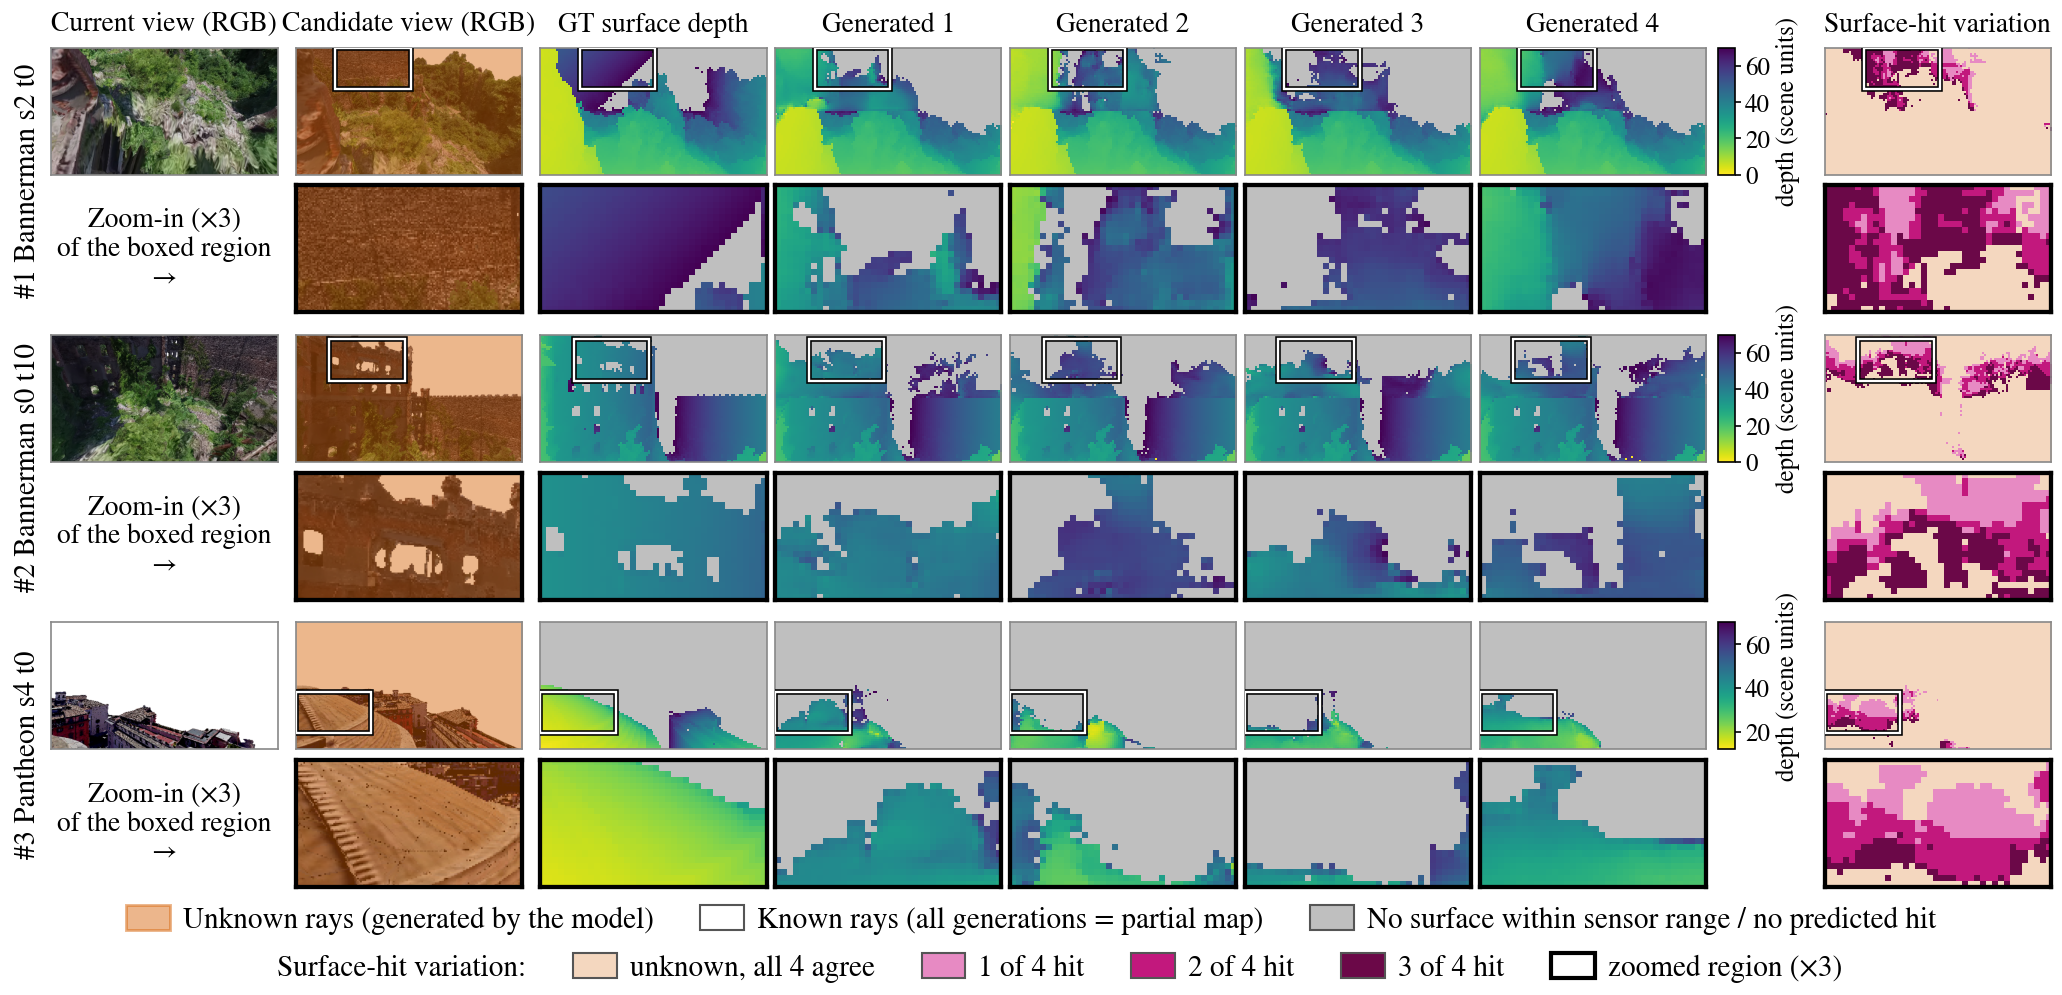 Current view (RGB) Candidate view (RGB) GT surface depth Generated 1 Generated 2 Generated 3 Generated 4 Surface-hit variation
#1 Bannerman s2 t0
60
40
20
0
depth (scene units)
Zoom-in (×3)
of the boxed region
→
#2 Bannerman s0 t10
60
40
20
0
depth (scene units)
Zoom-in (×3)
of the boxed region
→
#3 Pantheon s4 t0
60
40
20
depth (scene units)
Zoom-in (×3)
of the boxed region
→
Unknown rays (generated by the model) Known rays (all generations = partial map) No surface within sensor range / no predicted hit
Surface-hit variation: unknown, all 4 agree 1 of 4 hit 2 of 4 hit 3 of 4 hit zoomed region (×3)